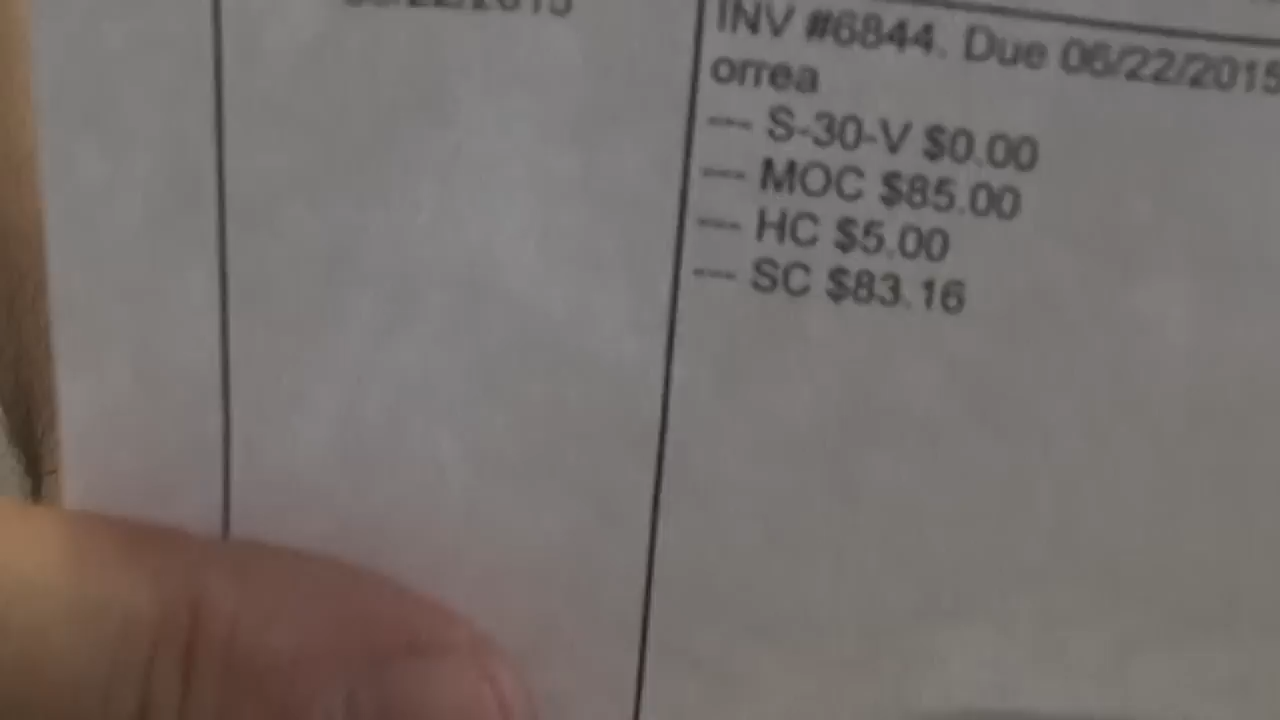 INV #6844. Due 06/22/2015
orrea
--- S-30-V $0.00
--- MOC $85.00
--- HC $5.00
--- SC $83.16